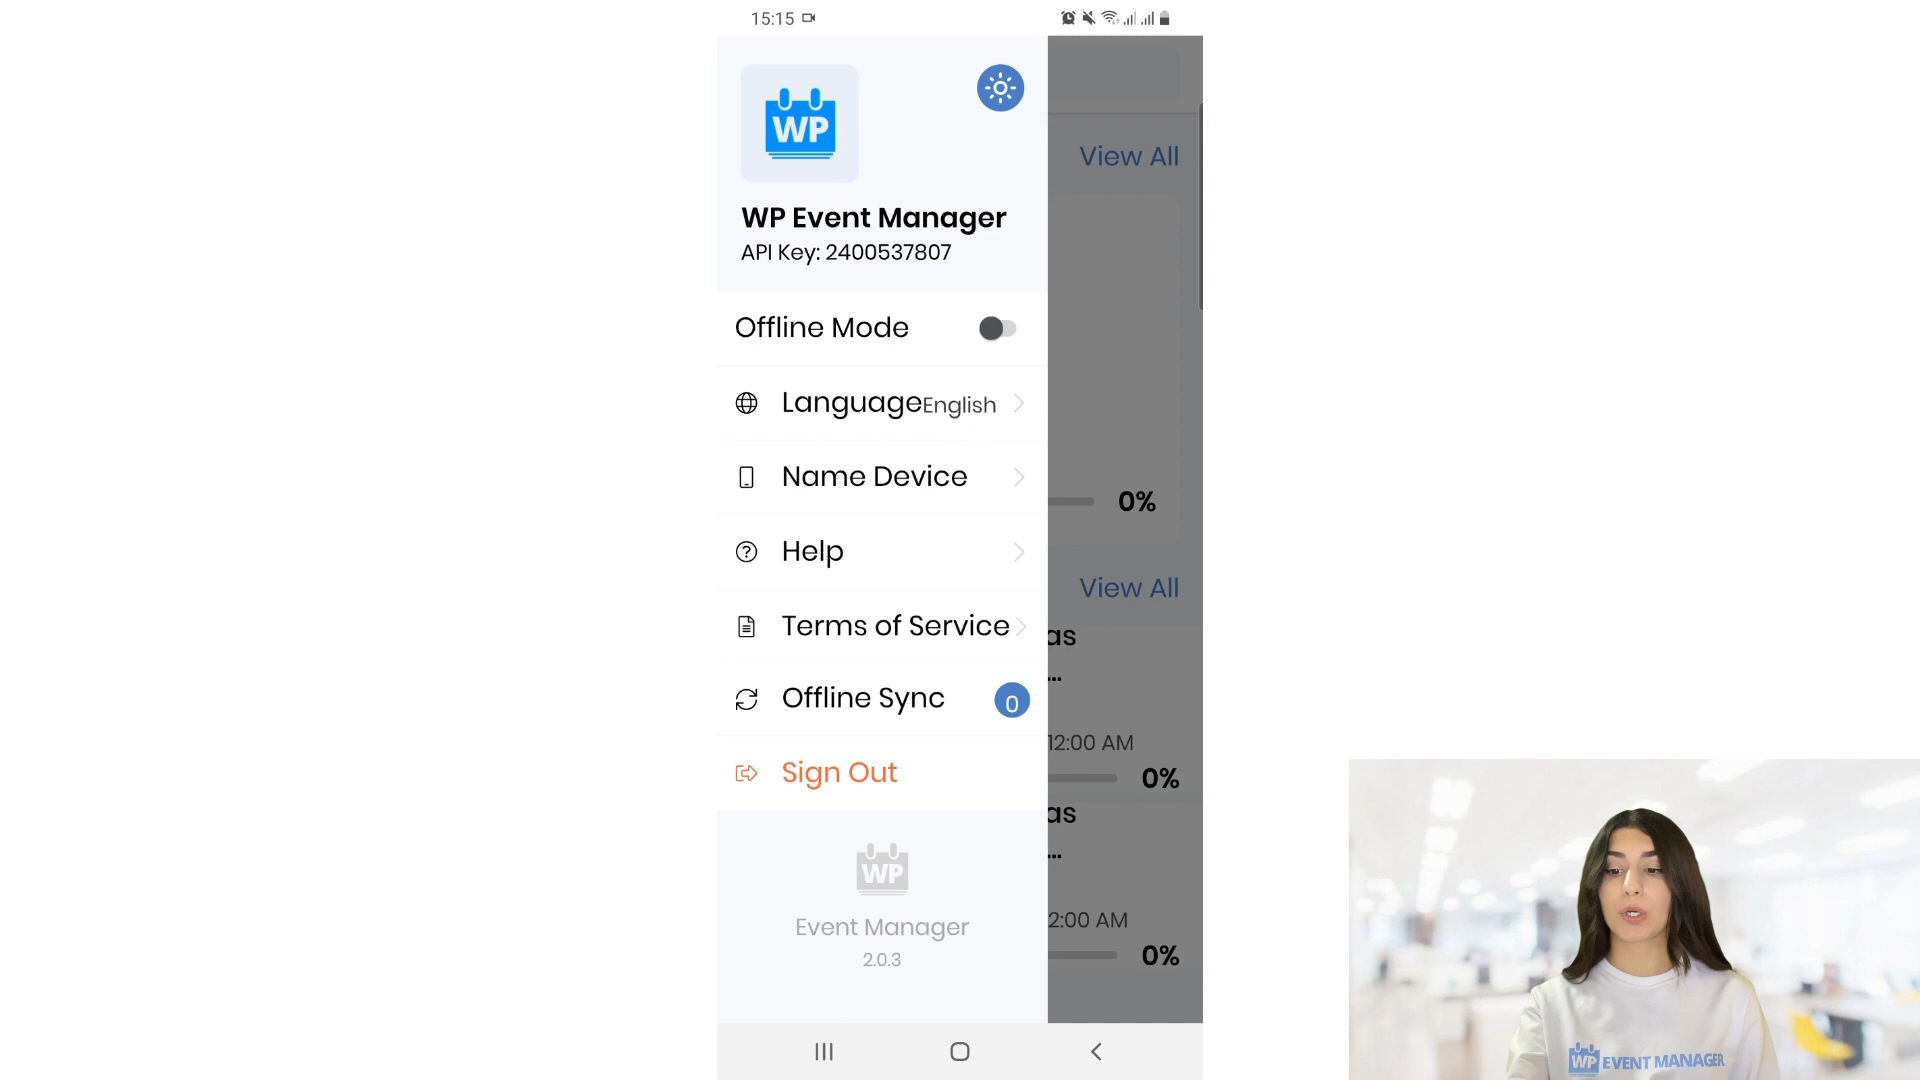 15:15
WP
WP Event Manager
API Key: 2400537807
Offline Mode
Language English
Name Device
Help
Terms of Service
Offline Sync 0
Sign Out
WP
Event Manager
2.0.3
View All
0%
View All
as
...
12:00 AM
0%
as
...
2:00 AM
0%
WP EVENT MANAGER